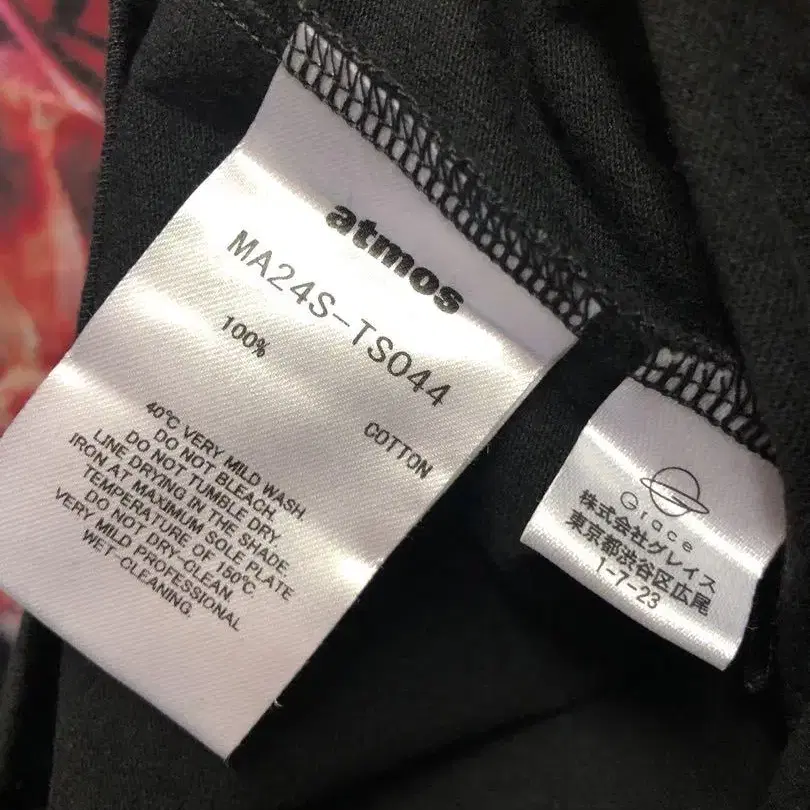 atmos
MA24S-TS044
100%
COTTON
40℃ VERY MILD WASH.
DO NOT BLEACH.
DO NOT TUMBLE DRY
LINE DRYING IN THE SHADE.
IRON AT MAXIMUM SOLE PLATE
TEMPERATURE OF 150℃
DO NOT DRY-CLEAN.
VERY MILD PROFESSIONAL
WET-CLEANING.
Grace
株式会社グレイス
東京都渋谷区広尾
1-7-23